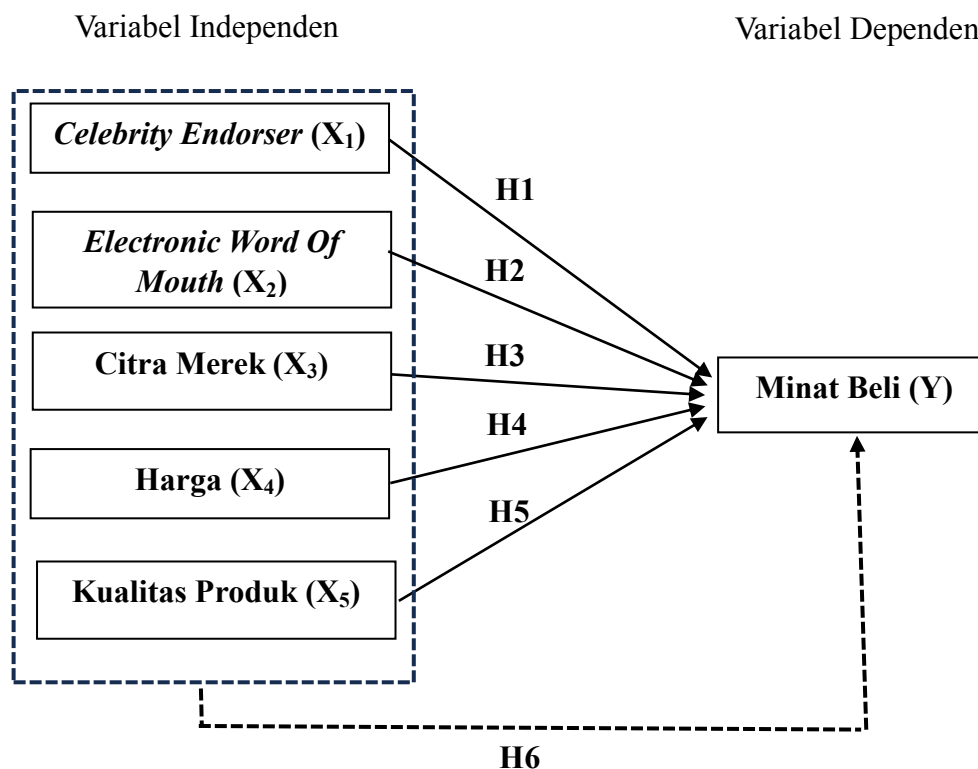 Variabel Independen
Variabel Dependen
Celebrity Endorser (X₁)
H1
Electronic Word Of
Mouth (X₂)
H2
Citra Merek (X₃)
H3
Minat Beli (Y)
H4
Harga (X₄)
H5
Kualitas Produk (X₅)
H6